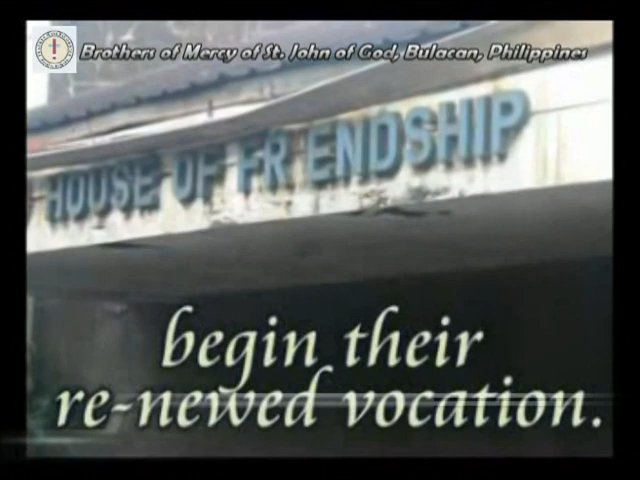 Brothers of Mercy of St. John of God, Bulacan, Philippines
HOUSE OF FR ENDSHIP
begin their
re-newed vocation.